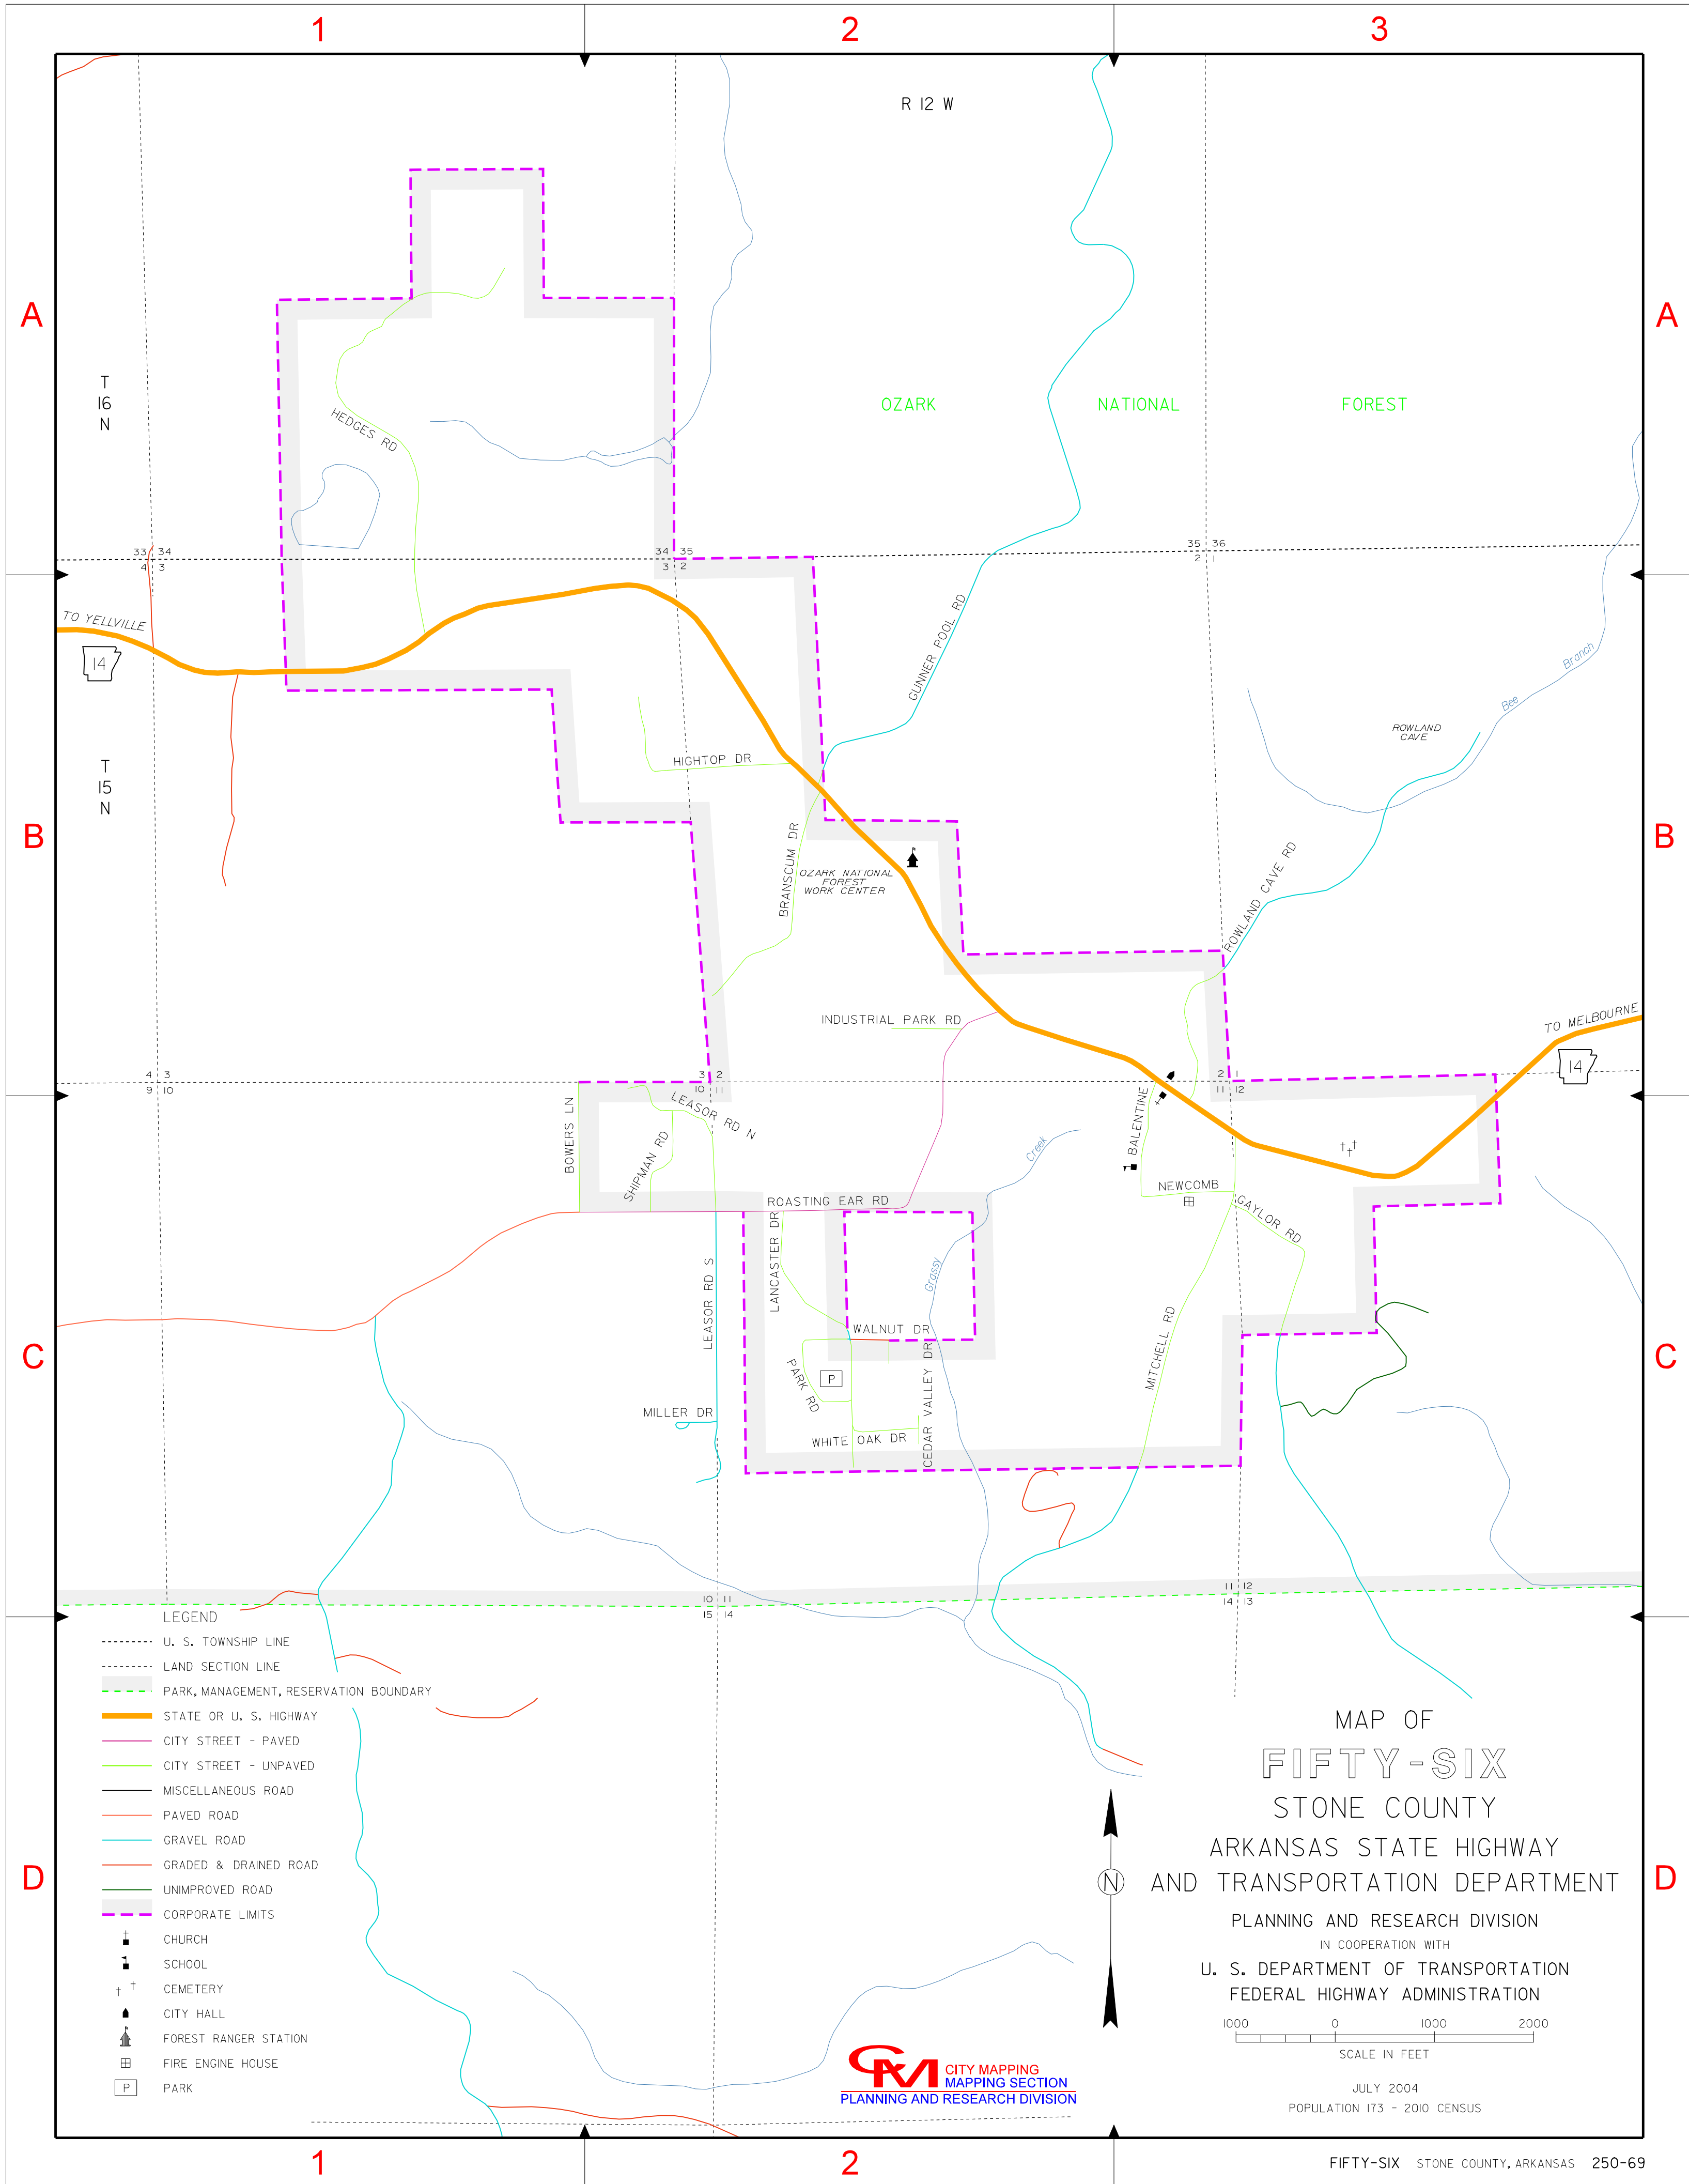 1 2 3
R 12 W
A A
T
16
N
OZARK NATIONAL FOREST
HEDGES RD
33 34
4 3
34 35
3 2
35 36
2 1
TO YELLVILLE
14
GUNNER POOL RD
Bee Branch
ROWLAND
CAVE
T
15
N
HIGHTOP DR
B B
BRANSCUM DR
OZARK NATIONAL
FOREST
WORK CENTER
ROWLAND CAVE RD
INDUSTRIAL PARK RD
TO MELBOURNE
14
4 3
9 10
3 2
10 11
2 1
11 12
BOWERS LN
LEASOR RD N
SHIPMAN RD
BALENTINE
Grassy Creek
NEWCOMB
ROASTING EAR RD
GAYLOR RD
LANCASTER DR
LEASOR RD S
WALNUT DR
MITCHELL RD
C C
PARK RD
P
CEDAR VALLEY DR
MILLER DR
WHITE OAK DR
10 11
15 14
11 12
14 13
LEGEND
U. S. TOWNSHIP LINE
LAND SECTION LINE
PARK, MANAGEMENT, RESERVATION BOUNDARY
STATE OR U. S. HIGHWAY
CITY STREET - PAVED
CITY STREET - UNPAVED
MISCELLANEOUS ROAD
PAVED ROAD
GRAVEL ROAD
GRADED & DRAINED ROAD
UNIMPROVED ROAD
CORPORATE LIMITS
CHURCH
SCHOOL
CEMETERY
CITY HALL
FOREST RANGER STATION
FIRE ENGINE HOUSE
P PARK
D D
MAP OF
FIFTY-SIX
STONE COUNTY
ARKANSAS STATE HIGHWAY
AND TRANSPORTATION DEPARTMENT
PLANNING AND RESEARCH DIVISION
IN COOPERATION WITH
U. S. DEPARTMENT OF TRANSPORTATION
FEDERAL HIGHWAY ADMINISTRATION
N
1000 0 1000 2000
SCALE IN FEET
JULY 2004
POPULATION 173 - 2010 CENSUS
CM CITY MAPPING
MAPPING SECTION
PLANNING AND RESEARCH DIVISION
1 2
FIFTY-SIX STONE COUNTY, ARKANSAS 250-69